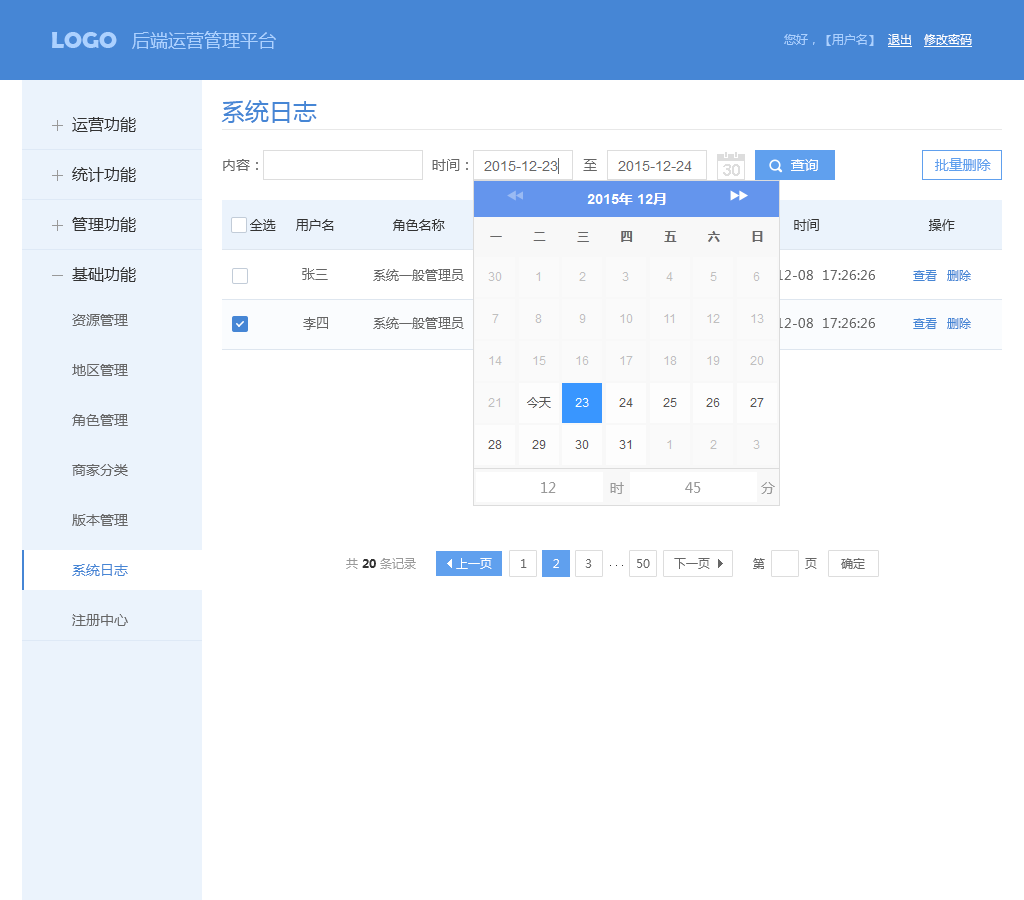 LOGO 后端运营管理平台 您好，【用户名】 退出 修改密码
运营功能
统计功能
管理功能
基础功能
资源管理
地区管理
角色管理
商家分类
版本管理
系统日志
注册中心
系统日志
内容： 时间： 2015-12-23 至 2015-12-24 30 查询 批量删除
全选 用户名 角色名称 时间 操作
张三 系统一般管理员 12-08 17:26:26 查看 删除
李四 系统一般管理员 12-08 17:26:26 查看 删除
2015年 12月
一 二 三 四 五 六 日
30 1 2 3 4 5 6
7 8 9 10 11 12 13
14 15 16 17 18 19 20
21 今天 23 24 25 26 27
28 29 30 31 1 2 3
12 时 45 分
共 20 条记录 上一页 1 2 3 ... 50 下一页 第 页 确定